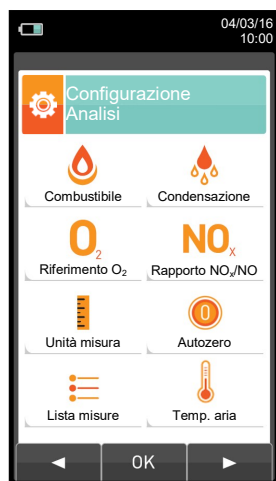 04/03/16
10:00
Configurazione
Analisi
Combustibile
Condensazione
O₂
NOₓ
Riferimento O₂
Rapporto NOₓ/NO
0
Unità misura
Autozero
Lista misure
Temp. aria
◄ OK ►